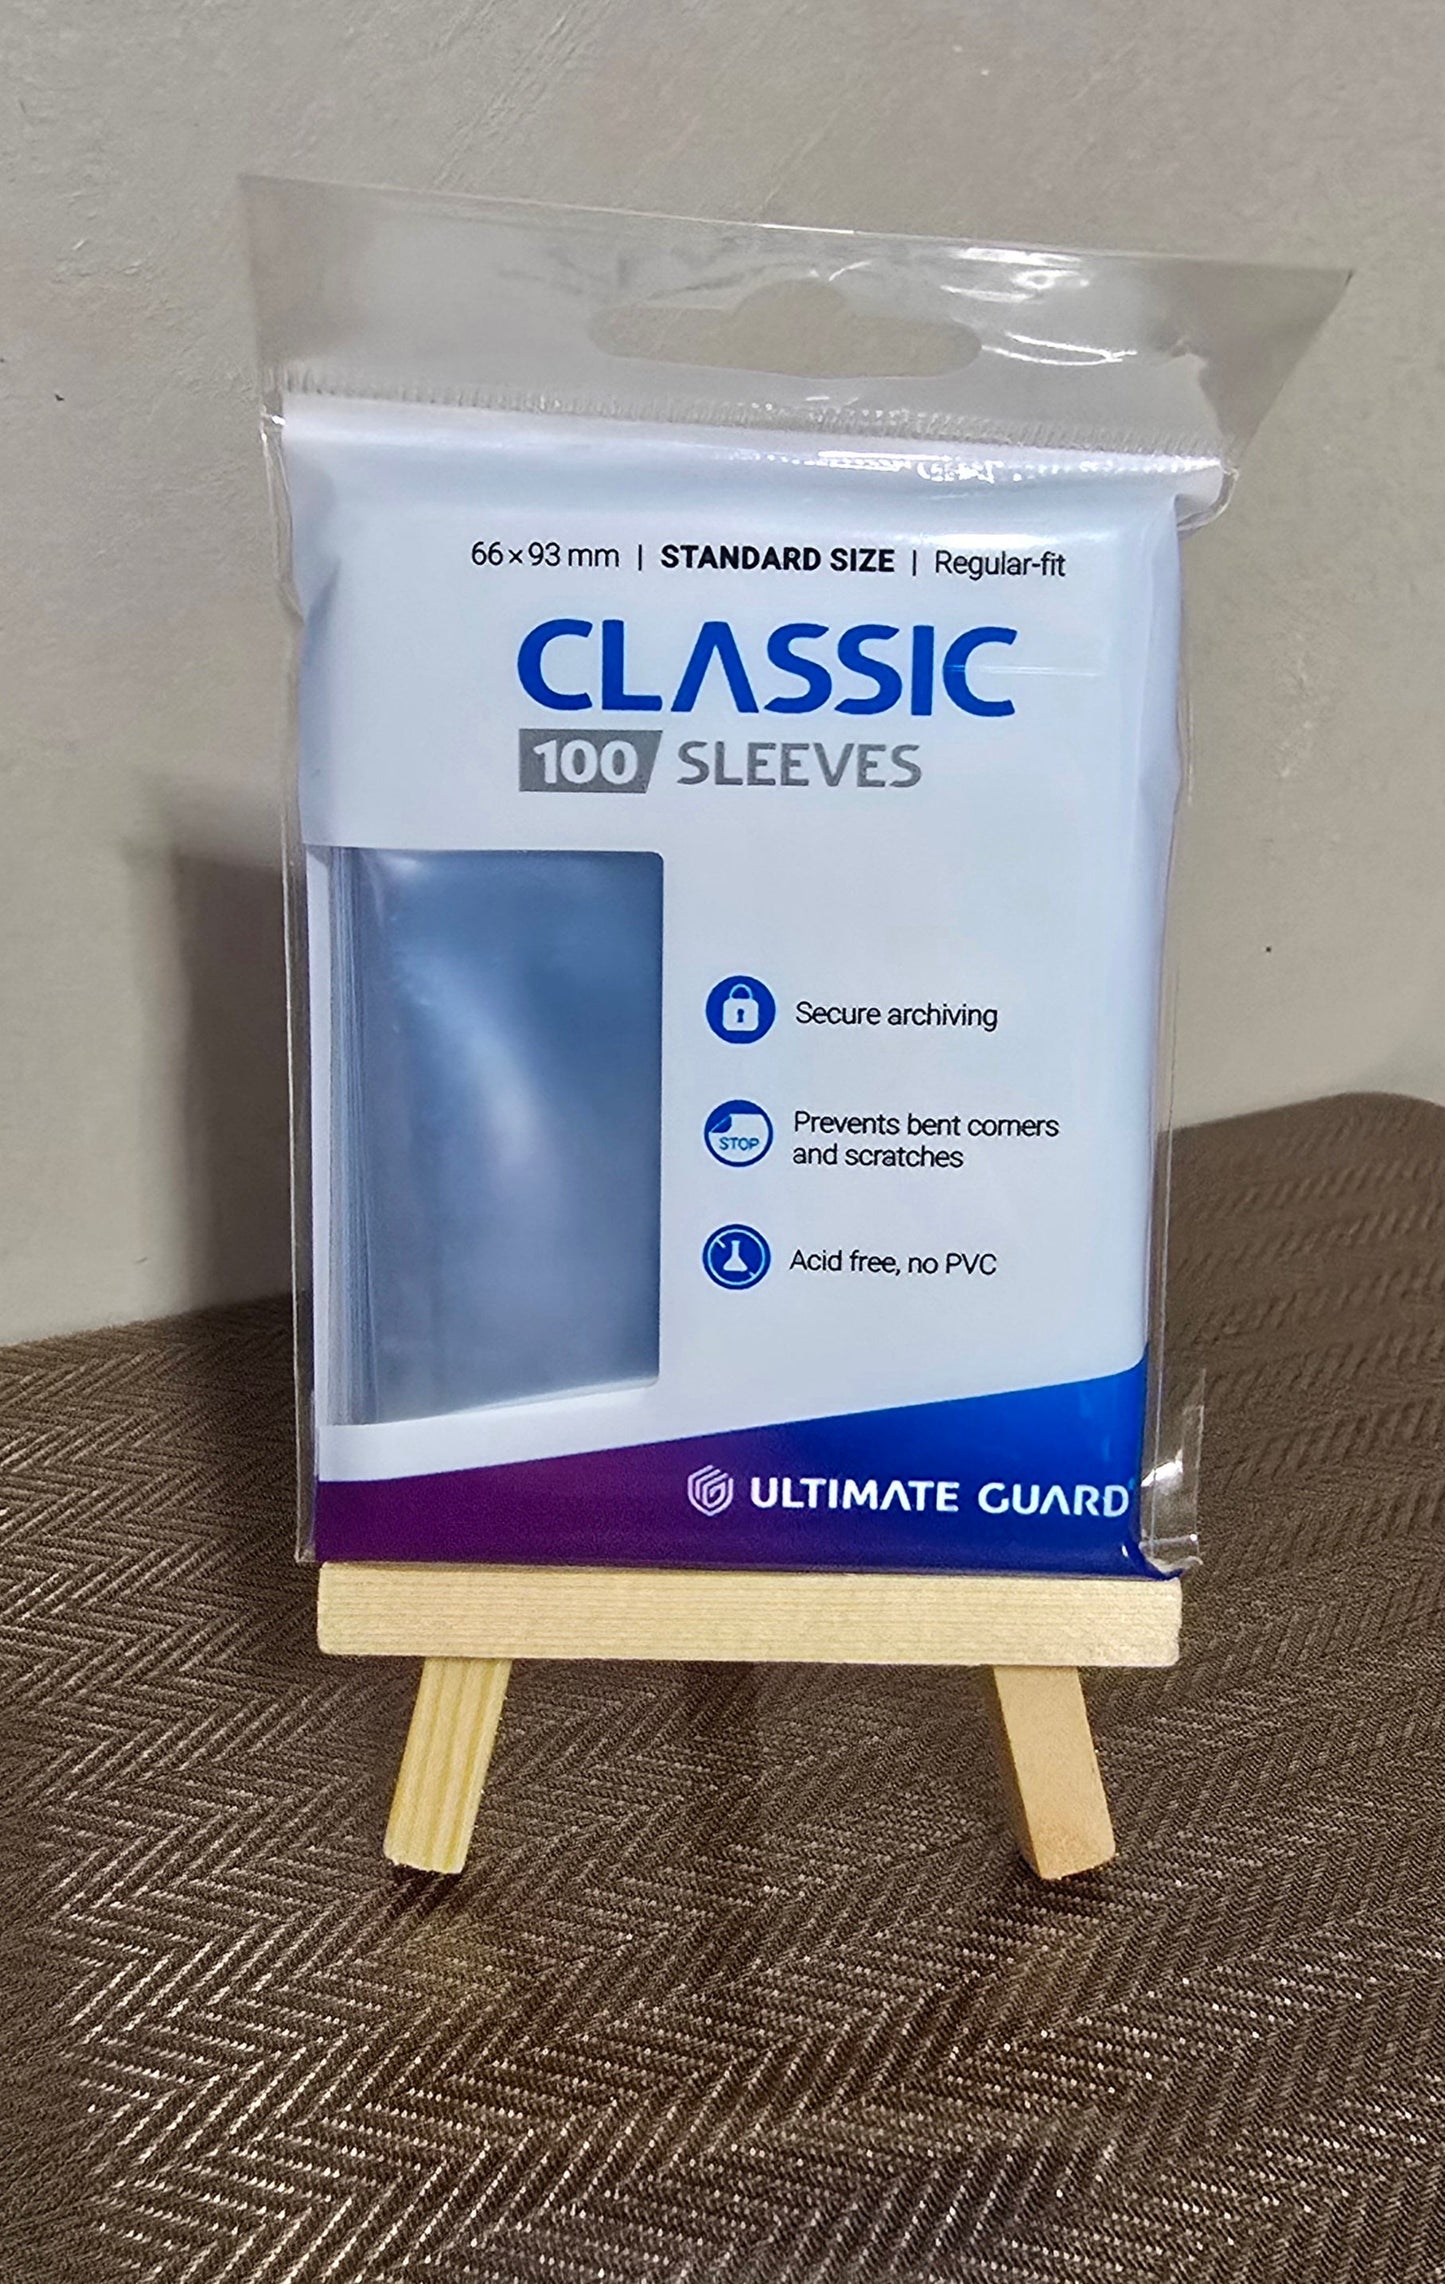 66×93 mm | STANDARD SIZE | Regular-fit
CLASSIC
100 SLEEVES
Secure archiving
STOP
Prevents bent corners
and scratches
Acid free, no PVC
ULTIMATE GUARD